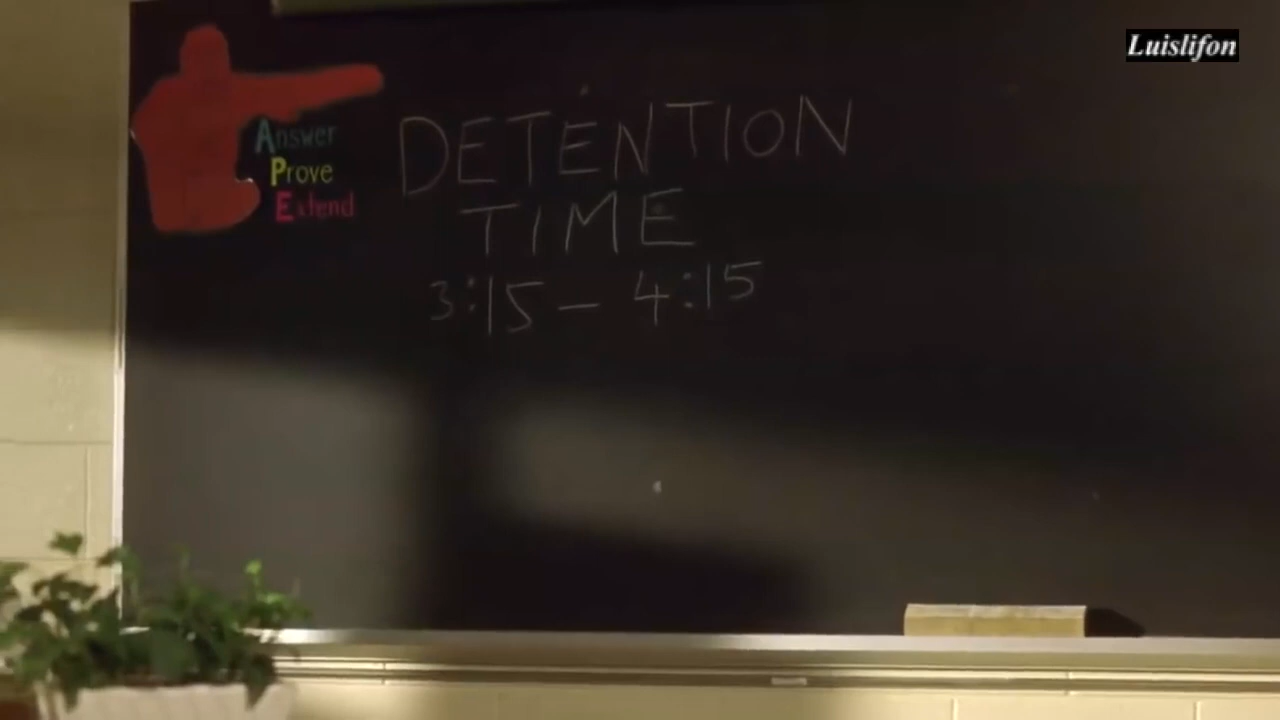 Luislifon
Answer
Prove
Extend
DETENTION
TIME
3:15 – 4:15